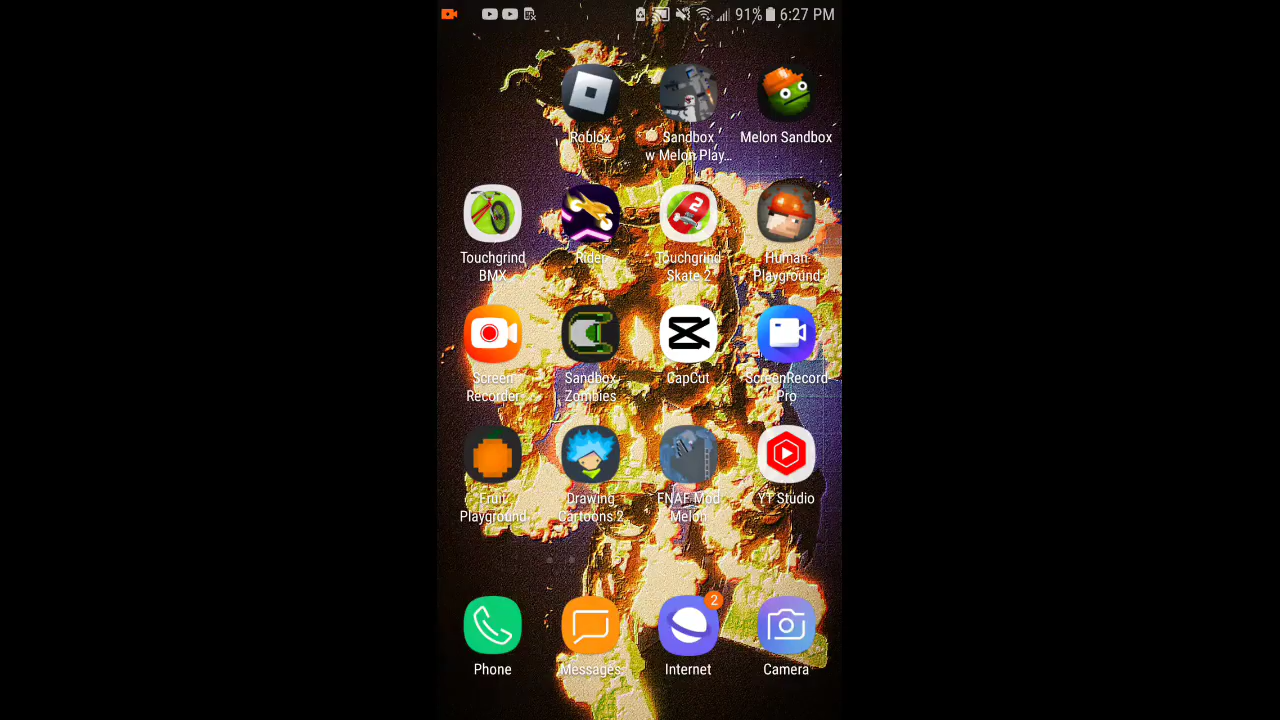 91% 6:27 PM
Roblox
Sandbox
w Melon Play...
Melon Sandbox
Touchgrind
BMX
Rider
Touchgrind
Skate 2
2
Human
Playground
Screen
Recorder
Sandbox
Zombies
CapCut
ScreenRecord
Pro
Fruit
Playground
Drawing
Cartoons 2
FNAF Mod
Melon
YT Studio
2
Phone
Messages
Internet
Camera